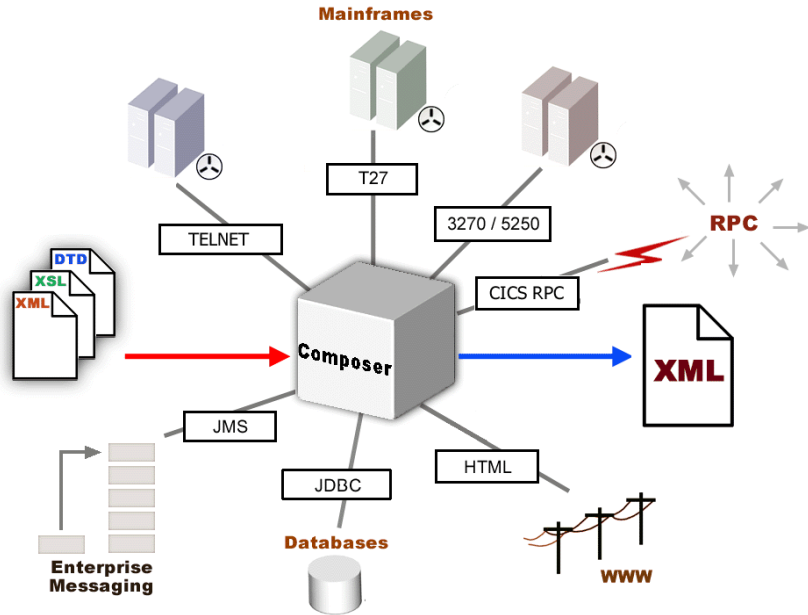 Mainframes
T27
TELNET
3270 / 5250
RPC
CICS RPC
DTD
XSL
XML
Composer
XML
JMS
HTML
JDBC
Databases
Enterprise
Messaging
WWW